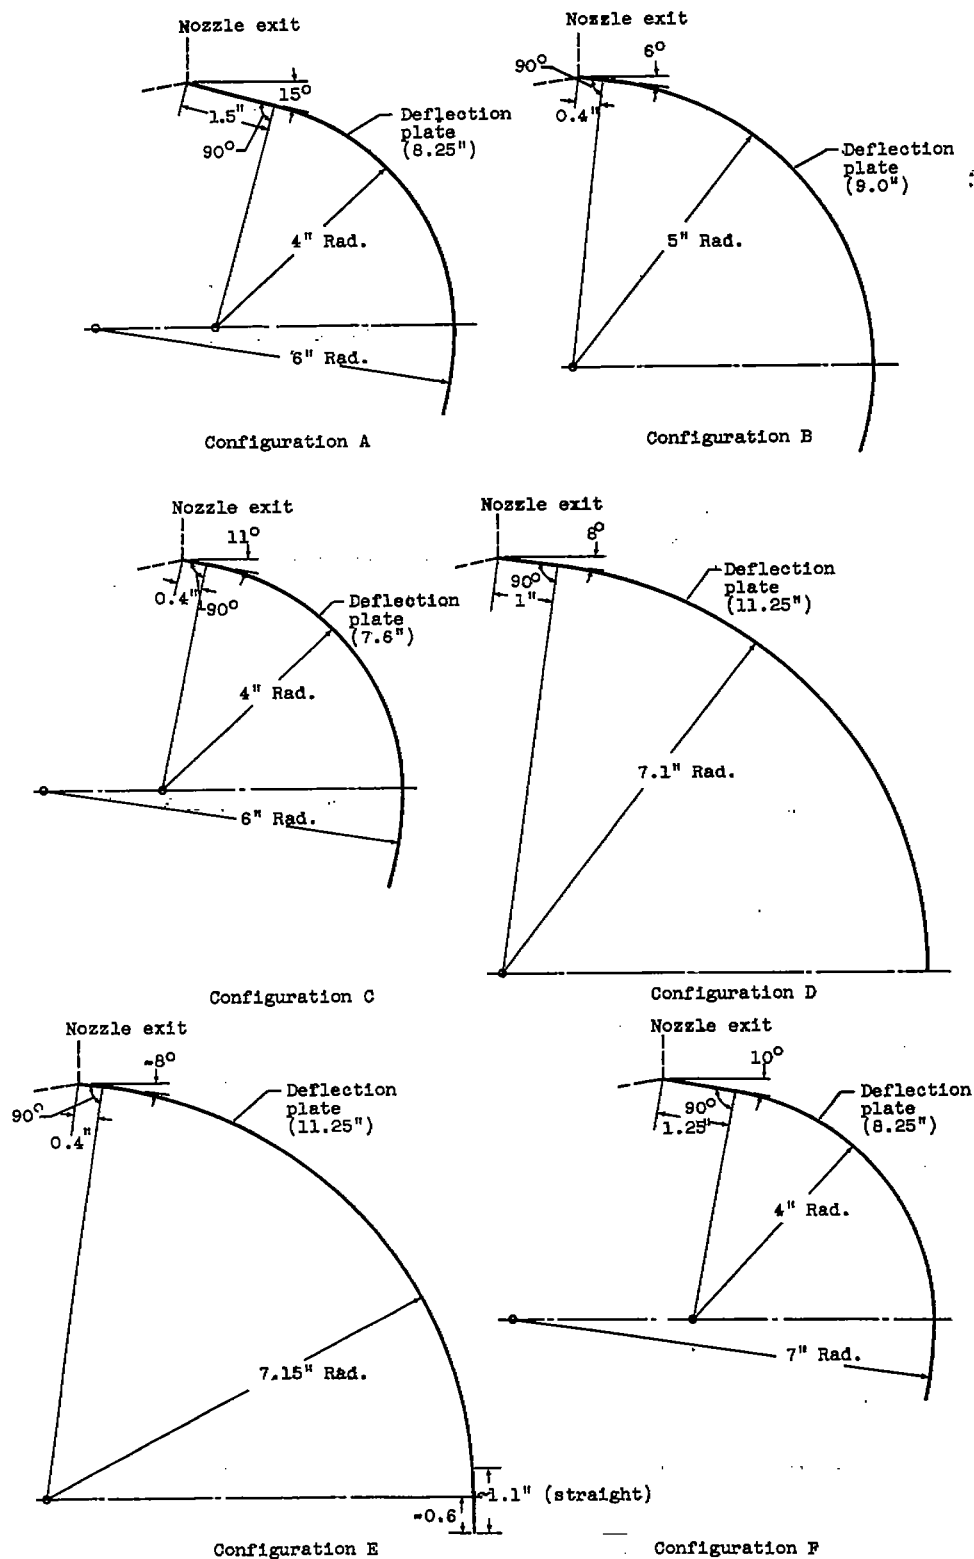 Nozzle exit
15°
1.5"
90°
Deflection
plate
(8.25")
4" Rad.
6" Rad.
Configuration A
Nozzle exit
90°
6°
0.4"
Deflection
plate
(9.0")
5" Rad.
Configuration B
Nozzle exit
11°
0.4"
90°
Deflection
plate
(7.6")
4" Rad.
6" Rad.
Configuration C
Nozzle exit
8°
90°
1"
Deflection
plate
(11.25")
7.1" Rad.
Configuration D
Nozzle exit
~8°
90°
0.4"
Deflection
plate
(11.25")
7.15" Rad.
~1.1" (straight)
~0.6
Configuration E
Nozzle exit
10°
90°
1.25"
Deflection
plate
(8.25")
4" Rad.
7" Rad.
Configuration F